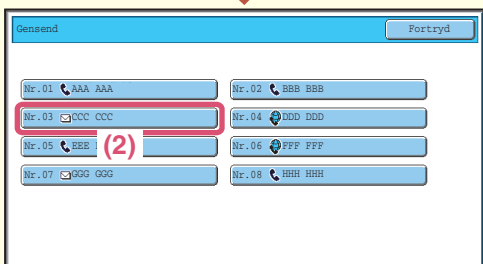 Gensend Fortryd
Nr.01 AAA AAA Nr.02 BBB BBB
Nr.03 CCC CCC Nr.04 DDD DDD
Nr.05 EEE (2) Nr.06 FFF FFF
Nr.07 GGG GGG Nr.08 HHH HHH